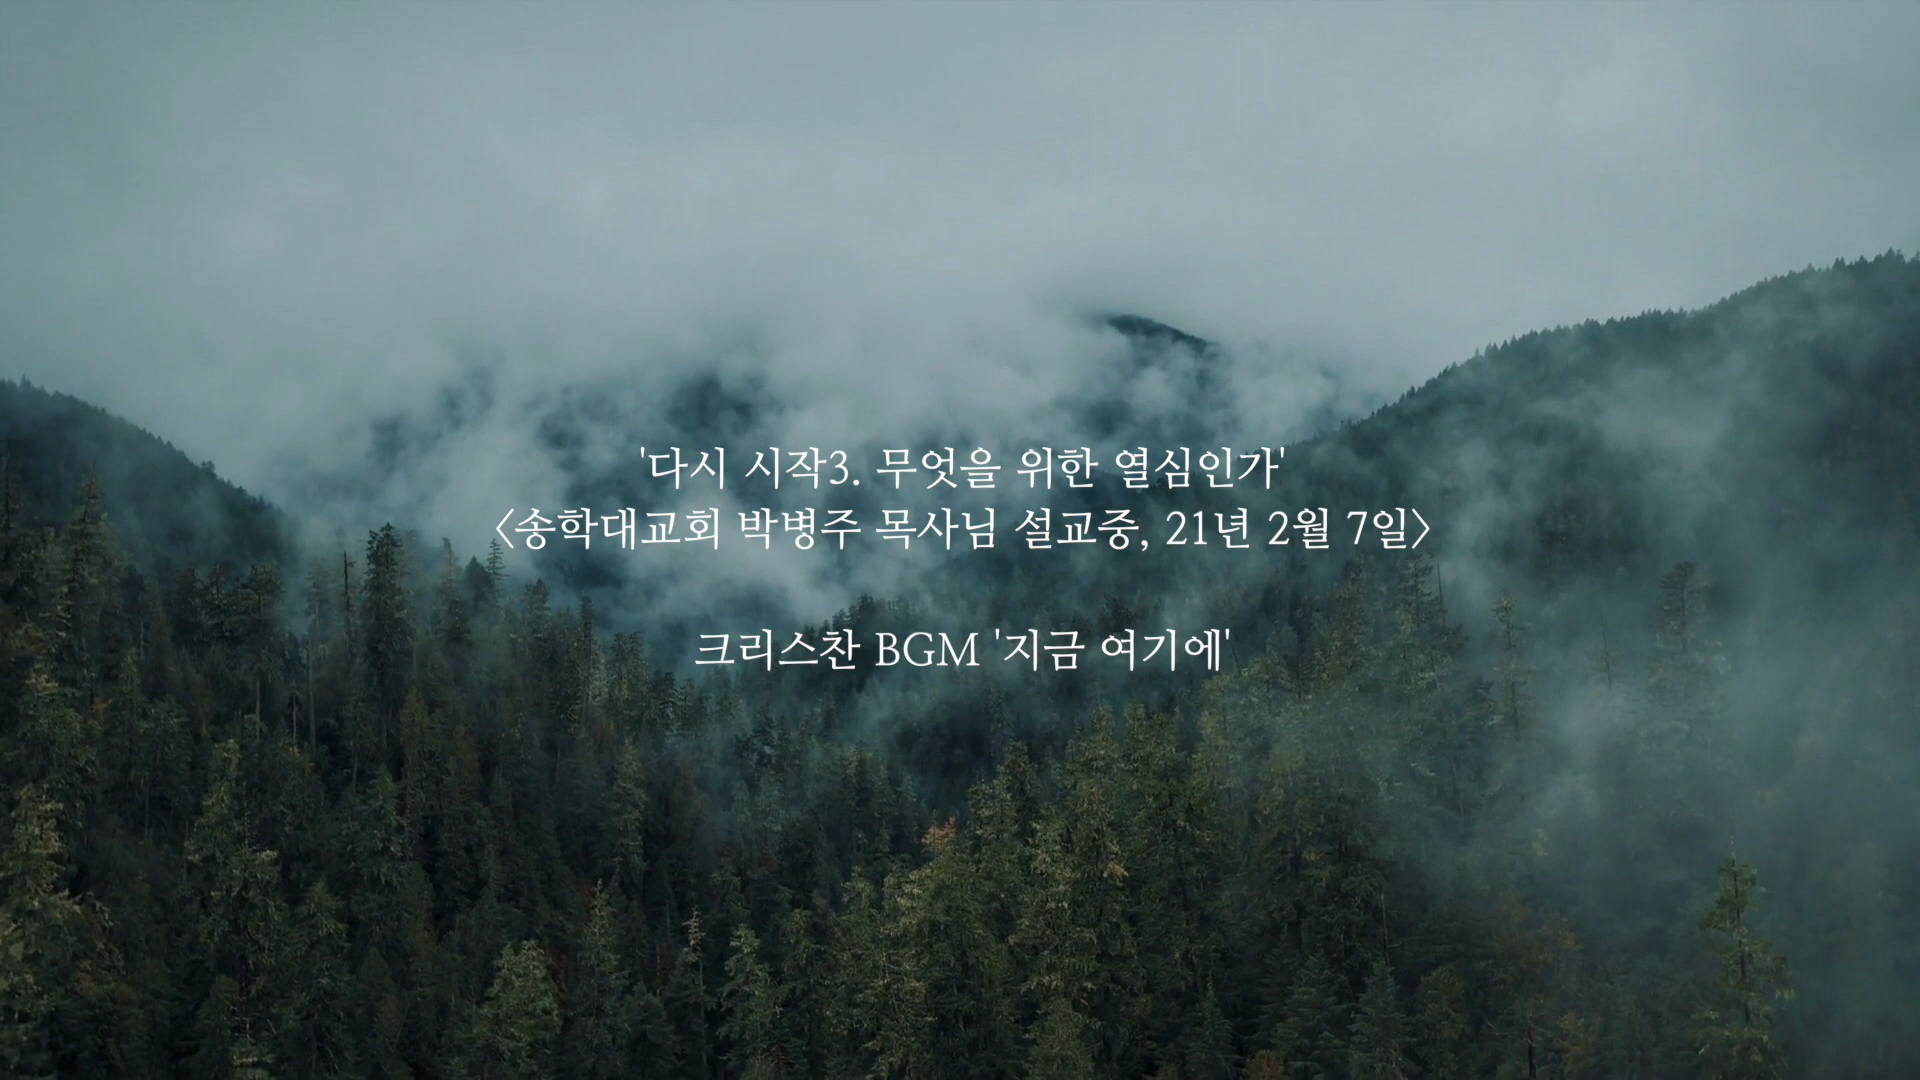 '다시 시작3. 무엇을 위한 열심인가'
〈송학대교회 박병주 목사님 설교중, 21년 2월 7일〉
크리스찬 BGM '지금 여기에'